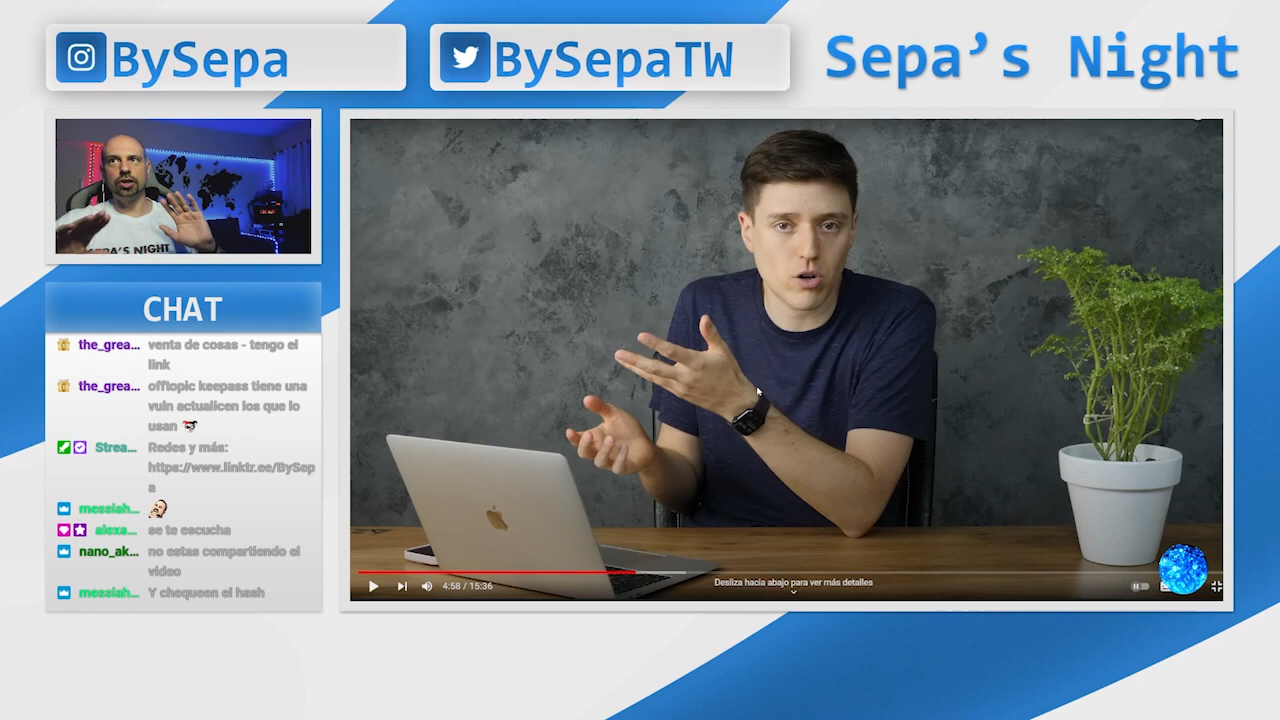 BySepa
BySepaTW
Sepa's Night
SEPA'S NIGHT
CHAT
the_grea... venta de cosas - tengo el
link
the_grea... offtopic keepass tiene una
vuln actualicen los que lo
usan
Strea... Redes y más:
https://www.linktr.ee/BySep
a
messiah...
alexa... se te escucha
nano_ak... no estas compartiendo el
video
messiah... Y chequeen el hash
4:58 / 15:36
Desliza hacia abajo para ver más detalles